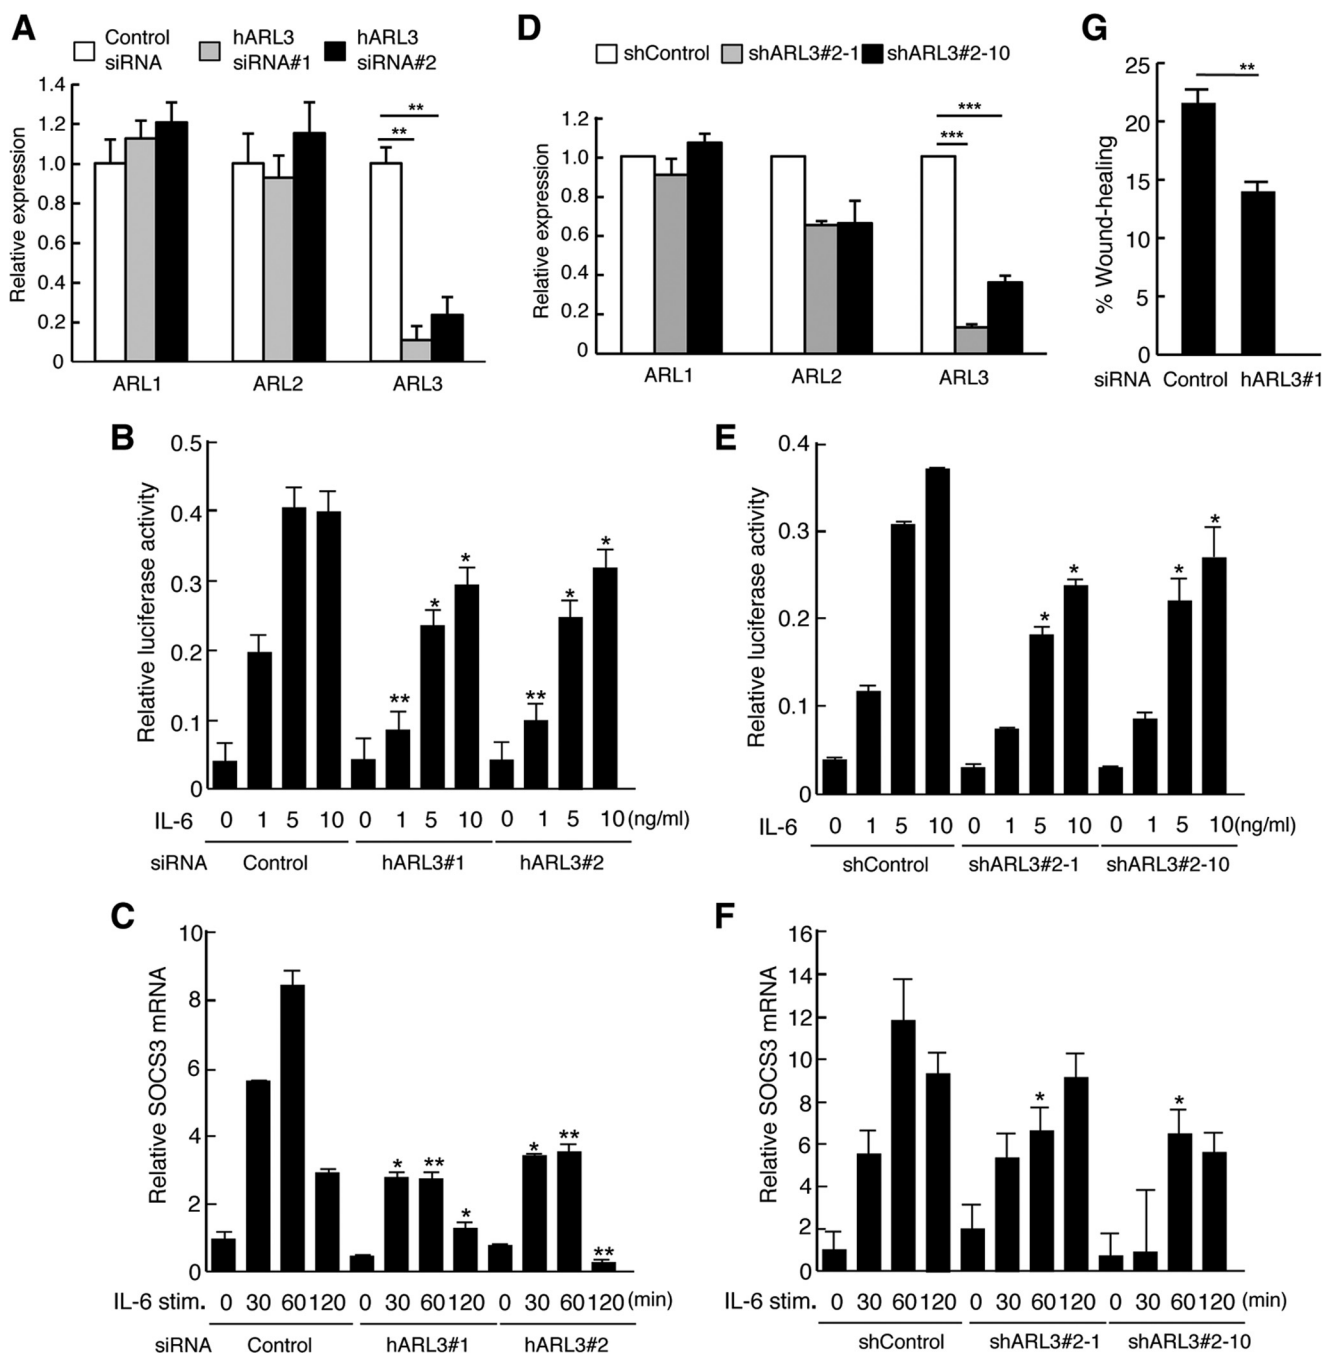 A
Control
siRNA
hARL3
siRNA#1
hARL3
siRNA#2
Relative expression
1.4
1.2
1.0
0.8
0.6
0.4
0.2
0
**
**
ARL1 ARL2 ARL3
D
shControl shARL3#2-1 shARL3#2-10
Relative expression
1.2
1.0
0.8
0.6
0.4
0.2
0
***
***
ARL1 ARL2 ARL3
G
% Wound-healing
25
20
15
10
5
0
**
siRNA Control hARL3#1
B
Relative luciferase activity
0.5
0.4
0.3
0.2
0.1
0
** * * ** * *
IL-6 0 1 5 10 0 1 5 10 0 1 5 10 (ng/ml)
siRNA Control hARL3#1 hARL3#2
E
Relative luciferase activity
0.4
0.3
0.2
0.1
0
* * * *
IL-6 0 1 5 10 0 1 5 10 0 1 5 10 (ng/ml)
shControl shARL3#2-1 shARL3#2-10
C
Relative SOCS3 mRNA
10
8
6
4
2
0
* ** * * ** **
IL-6 stim. 0 30 60 120 0 30 60 120 0 30 60 120 (min)
siRNA Control hARL3#1 hARL3#2
F
Relative SOCS3 mRNA
16
14
12
10
8
6
4
2
0
* *
IL-6 stim. 0 30 60 120 0 30 60 120 0 30 60 120 (min)
shControl shARL3#2-1 shARL3#2-10